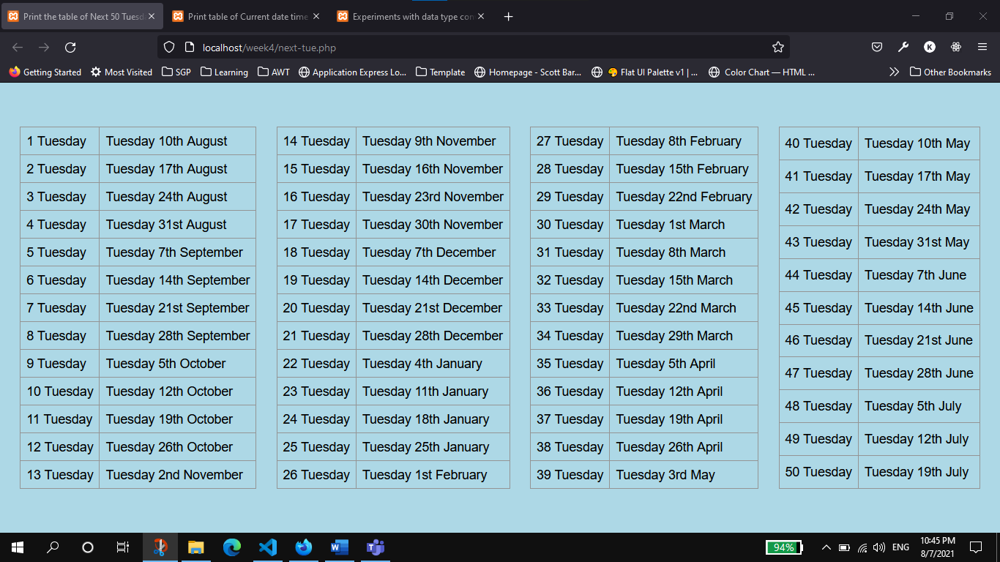 Print the table of Next 50 Tuesd
Print table of Current date time
Experiments with data type con
localhost/week4/next-tue.php
Getting Started Most Visited SGP Learning AWT Application Express Lo... Template Homepage - Scott Bar... Flat UI Palette v1 | ... Color Chart — HTML ... Other Bookmarks
1 Tuesday Tuesday 10th August
2 Tuesday Tuesday 17th August
3 Tuesday Tuesday 24th August
4 Tuesday Tuesday 31st August
5 Tuesday Tuesday 7th September
6 Tuesday Tuesday 14th September
7 Tuesday Tuesday 21st September
8 Tuesday Tuesday 28th September
9 Tuesday Tuesday 5th October
10 Tuesday Tuesday 12th October
11 Tuesday Tuesday 19th October
12 Tuesday Tuesday 26th October
13 Tuesday Tuesday 2nd November
14 Tuesday Tuesday 9th November
15 Tuesday Tuesday 16th November
16 Tuesday Tuesday 23rd November
17 Tuesday Tuesday 30th November
18 Tuesday Tuesday 7th December
19 Tuesday Tuesday 14th December
20 Tuesday Tuesday 21st December
21 Tuesday Tuesday 28th December
22 Tuesday Tuesday 4th January
23 Tuesday Tuesday 11th January
24 Tuesday Tuesday 18th January
25 Tuesday Tuesday 25th January
26 Tuesday Tuesday 1st February
27 Tuesday Tuesday 8th February
28 Tuesday Tuesday 15th February
29 Tuesday Tuesday 22nd February
30 Tuesday Tuesday 1st March
31 Tuesday Tuesday 8th March
32 Tuesday Tuesday 15th March
33 Tuesday Tuesday 22nd March
34 Tuesday Tuesday 29th March
35 Tuesday Tuesday 5th April
36 Tuesday Tuesday 12th April
37 Tuesday Tuesday 19th April
38 Tuesday Tuesday 26th April
39 Tuesday Tuesday 3rd May
40 Tuesday Tuesday 10th May
41 Tuesday Tuesday 17th May
42 Tuesday Tuesday 24th May
43 Tuesday Tuesday 31st May
44 Tuesday Tuesday 7th June
45 Tuesday Tuesday 14th June
46 Tuesday Tuesday 21st June
47 Tuesday Tuesday 28th June
48 Tuesday Tuesday 5th July
49 Tuesday Tuesday 12th July
50 Tuesday Tuesday 19th July
94%
ENG
10:45 PM
8/7/2021